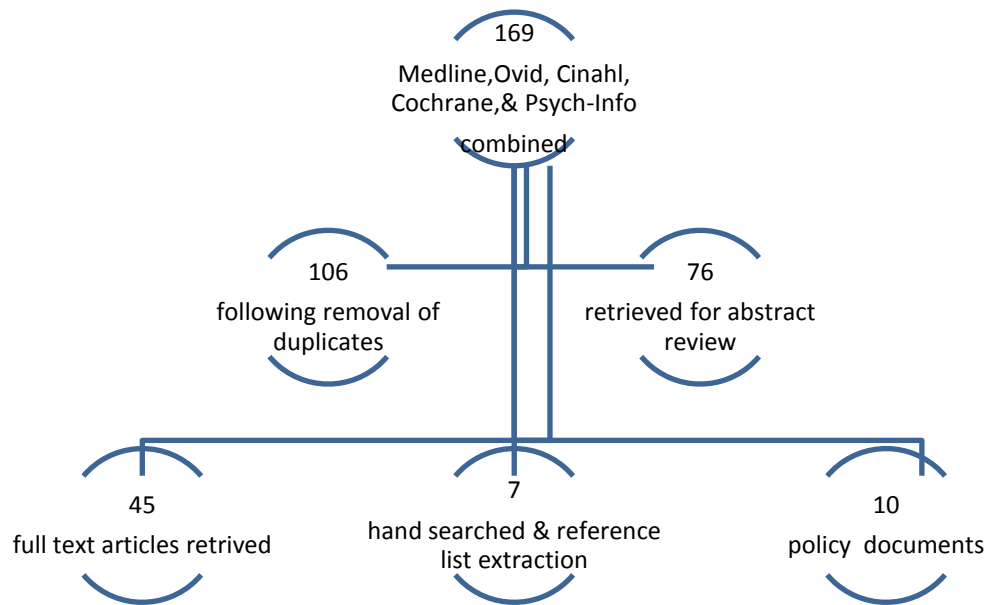 169
Medline,Ovid, Cinahl,
Cochrane,& Psych-Info
combined
106
following removal of
duplicates
76
retrieved for abstract
review
45
full text articles retrived
7
hand searched & reference
list extraction
10
policy documents